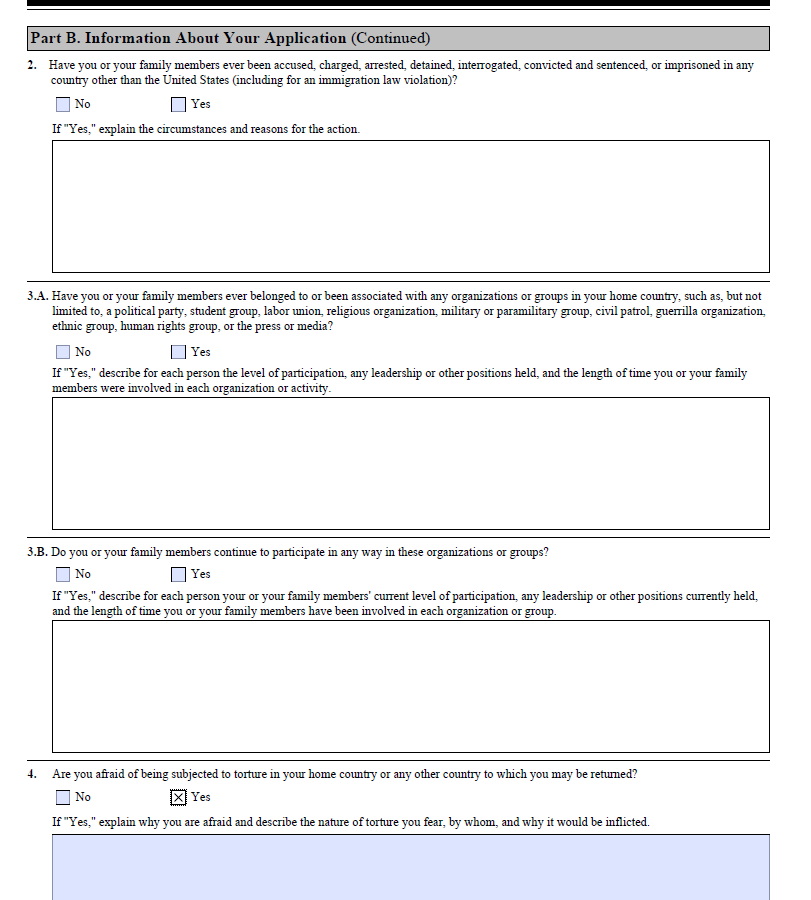 Part B. Information About Your Application (Continued)
2. Have you or your family members ever been accused, charged, arrested, detained, interrogated, convicted and sentenced, or imprisoned in any
country other than the United States (including for an immigration law violation)?
No Yes
If "Yes," explain the circumstances and reasons for the action.
3.A. Have you or your family members ever belonged to or been associated with any organizations or groups in your home country, such as, but not
limited to, a political party, student group, labor union, religious organization, military or paramilitary group, civil patrol, guerrilla organization,
ethnic group, human rights group, or the press or media?
No Yes
If "Yes," describe for each person the level of participation, any leadership or other positions held, and the length of time you or your family
members were involved in each organization or activity.
3.B. Do you or your family members continue to participate in any way in these organizations or groups?
No Yes
If "Yes," describe for each person your or your family members' current level of participation, any leadership or other positions currently held,
and the length of time you or your family members have been involved in each organization or group.
4. Are you afraid of being subjected to torture in your home country or any other country to which you may be returned?
No Yes
If "Yes," explain why you are afraid and describe the nature of torture you fear, by whom, and why it would be inflicted.